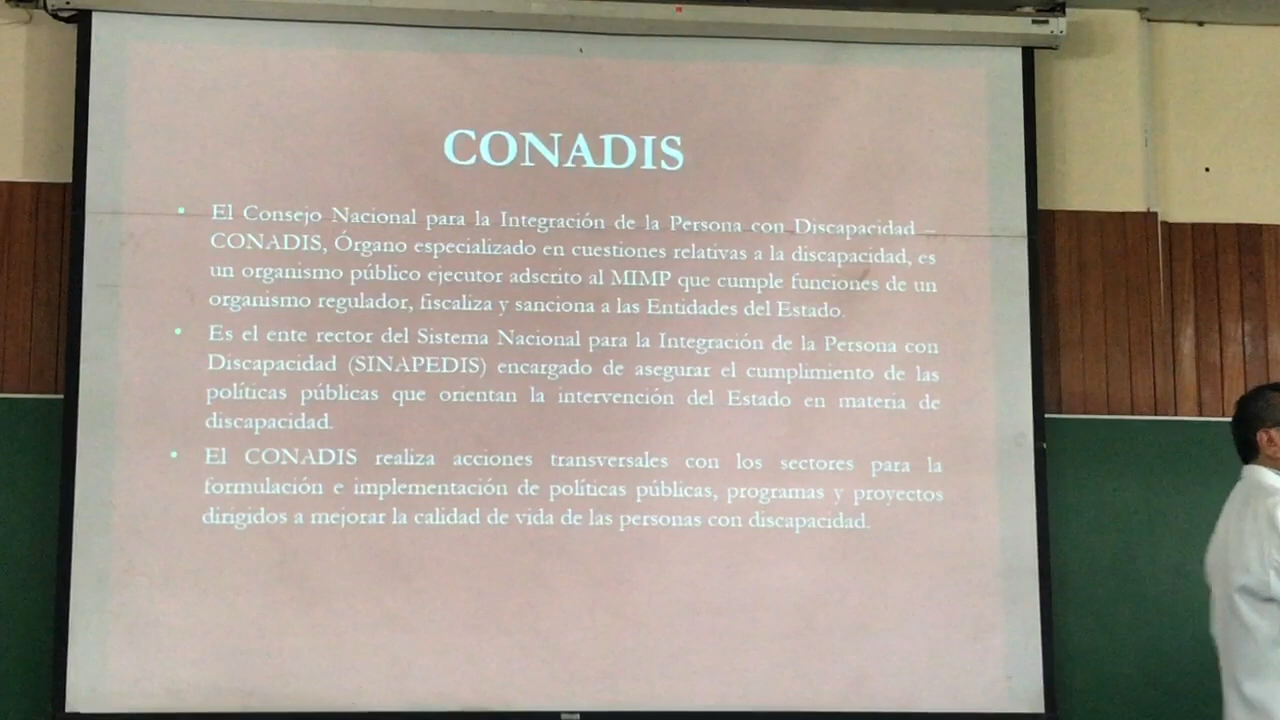 CONADIS
• El Consejo Nacional para la Integración de la Persona con Discapacidad –
CONADIS, Órgano especializado en cuestiones relativas a la discapacidad, es
un organismo público ejecutor adscrito al MIMP que cumple funciones de un
organismo regulador, fiscaliza y sanciona a las Entidades del Estado.
• Es el ente rector del Sistema Nacional para la Integración de la Persona con
Discapacidad (SINAPEDIS) encargado de asegurar el cumplimiento de las
políticas públicas que orientan la intervención del Estado en materia de
discapacidad.
• El CONADIS realiza acciones transversales con los sectores para la
formulación e implementación de políticas públicas, programas y proyectos
dirigidos a mejorar la calidad de vida de las personas con discapacidad.